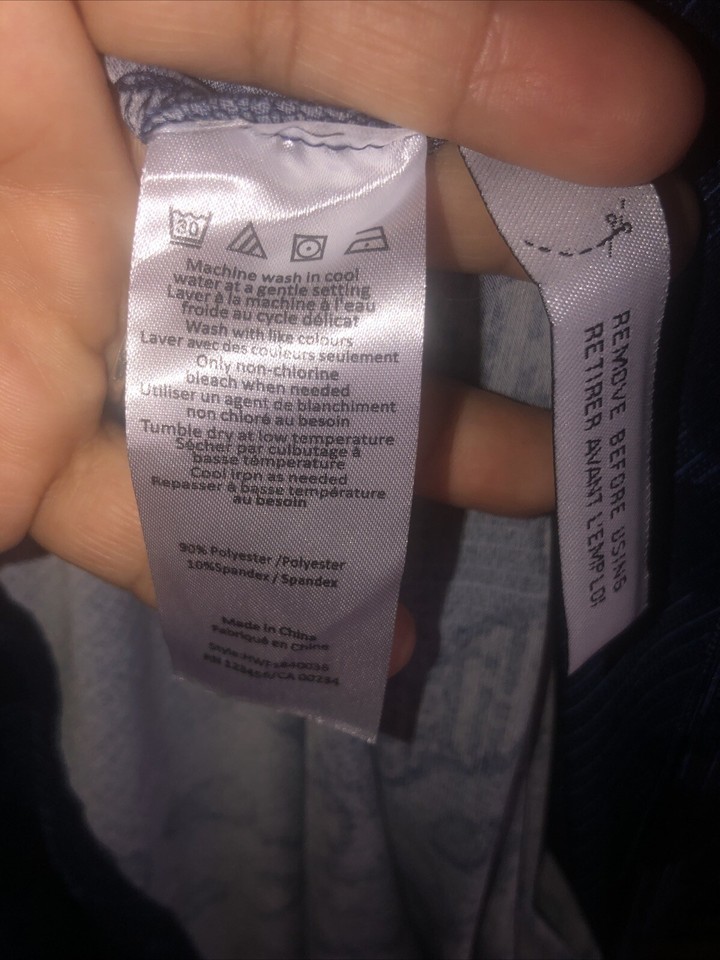 30
Machine wash in cool
water at a gentle setting
Laver à la machine à l'eau
froide au cycle délicat
Wash with like colours
Laver avec des couleurs seulement
Only non-chlorine
bleach when needed
Utiliser un agent de blanchiment
non chloré au besoin
Tumble dry at low temperature
Sécher par culbutage à
basse température
Cool iron as needed
Repasser à basse température
au besoin
90% Polyester /Polyester
10%Spandex / Spandex
Made in China
Fabriqué en Chine
RN 123456/CA 00234
REMOVE BEFORE USING
RETIRER AVANT L'EMPLOI